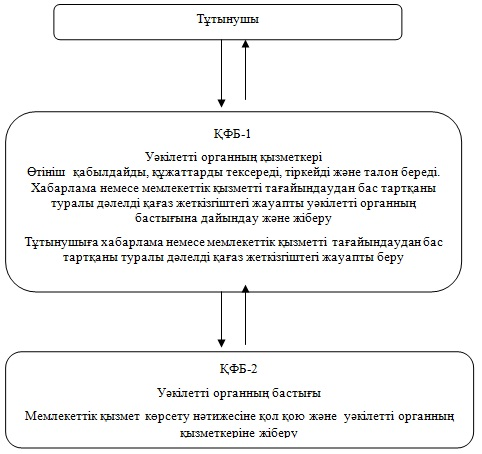 Тұтынушы
ҚФБ-1
Уәкілетті органның қызметкері
Өтініш қабылдайды, құжаттарды тексереді, тіркейді және талон береді.
Хабарлама немесе мемлекеттік қызметті тағайындаудан бас тартқаны
туралы дәлелді қағаз жеткізгіштегі жауапты уәкілетті органның
бастығына дайындау және жіберу
Тұтынушыға хабарлама немесе мемлекеттік қызметті тағайындаудан бас
тартқаны туралы дәлелді қағаз жеткізгіштегі жауапты беру
ҚФБ-2
Уәкілетті органның бастығы
Мемлекеттік қызмет көрсету нәтижесіне қол қою және уәкілетті органның
қызметкеріне жіберу